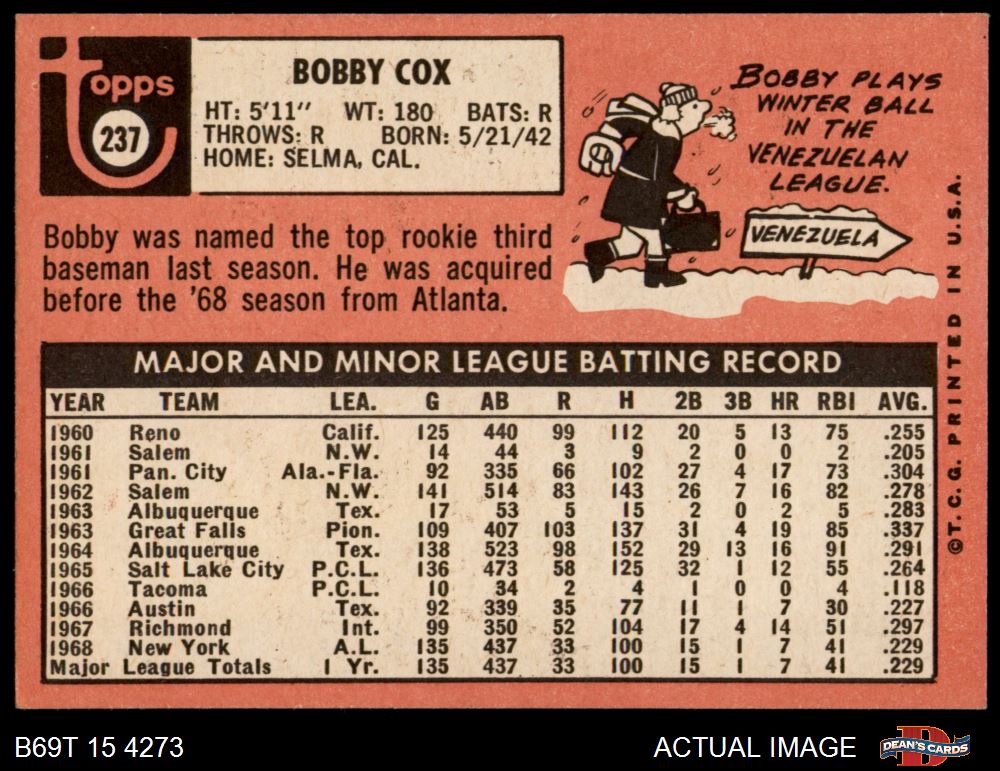 topps
237
BOBBY COX
HT: 5'11" WT: 180 BATS: R
THROWS: R BORN: 5/21/42
HOME: SELMA, CAL.
BOBBY PLAYS
WINTER BALL
IN THE
VENEZUELAN
LEAGUE.
VENEZUELA
Bobby was named the top rookie third
baseman last season. He was acquired
before the '68 season from Atlanta.
MAJOR AND MINOR LEAGUE BATTING RECORD
YEAR TEAM LEA. G AB R H 2B 3B HR RBI AVG.
1960 Reno Calif. 125 440 99 112 20 5 13 75 .255
1961 Salem N.W. 14 44 3 9 2 0 0 2 .205
1961 Pan. City Ala.-Fla. 92 335 66 102 27 4 17 73 .304
1962 Salem N.W. 141 514 83 143 26 7 16 82 .278
1963 Albuquerque Tex. 17 53 5 15 2 0 2 5 .283
1963 Great Falls Pion. 109 407 103 137 31 4 19 85 .337
1964 Albuquerque Tex. 138 523 98 152 29 13 16 91 .291
1965 Salt Lake City P.C.L. 136 473 58 125 32 1 12 55 .264
1966 Tacoma P.C.L. 10 34 2 4 1 0 0 4 .118
1966 Austin Tex. 92 339 35 77 11 1 7 30 .227
1967 Richmond Int. 99 350 52 104 17 4 14 51 .297
1968 New York A.L. 135 437 33 100 15 1 7 41 .229
Major League Totals 1 Yr. 135 437 33 100 15 1 7 41 .229
©T.C.G. PRINTED IN U.S.A.
B69T 15 4273
ACTUAL IMAGE
DEAN'S CARDS